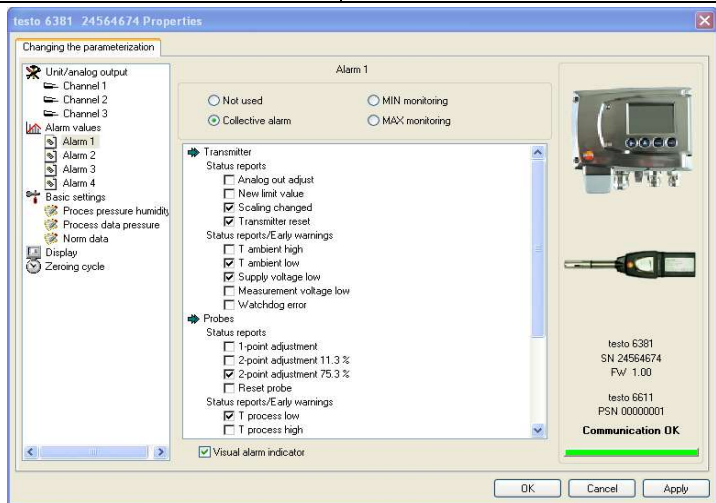 testo 6381 24564674 Properties
Changing the parameterization
Unit/analog output
Channel 1
Channel 2
Channel 3
Alarm values
Alarm 1
Alarm 2
Alarm 3
Alarm 4
Basic settings
Proces pressure humidity
Process data pressure
Norm data
Display
Zeroing cycle
Alarm 1
Not used
MIN monitoring
Collective alarm
MAX monitoring
Transmitter
Status reports
Analog out adjust
New limit value
Scaling changed
Transmitter reset
Status reports/Early warnings
T ambient high
T ambient low
Supply voltage low
Measurement voltage low
Watchdog error
Probes
Status reports
1-point adjustment
2-point adjustment 11.3 %
2-point adjustment 75.3 %
Reset probe
Status reports/Early warnings
T process low
T process high
Visual alarm indicator
testo 6381
SN 24564674
FW 1.00
testo 6611
PSN 00000001
Communication OK
OK
Cancel
Apply